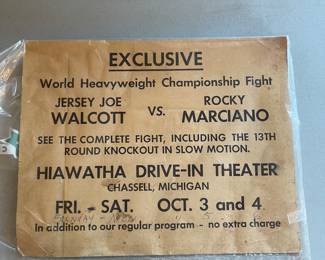 EXCLUSIVE
World Heavyweight Championship Fight
JERSEY JOE WALCOTT VS. ROCKY MARCIANO
SEE THE COMPLETE FIGHT, INCLUDING THE 13TH
ROUND KNOCKOUT IN SLOW MOTION.
HIAWATHA DRIVE-IN THEATER
CHASSELL, MICHIGAN
FRI. - SAT. OCT. 3 and 4
In addition to our regular program - no extra charge